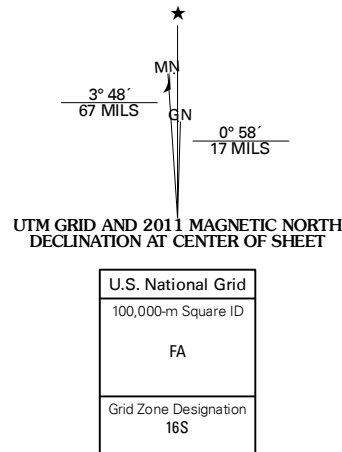 ★
MN
3° 48´
67 MILS
GN
0° 58´
17 MILS
UTM GRID AND 2011 MAGNETIC NORTH
DECLINATION AT CENTER OF SHEET
U.S. National Grid
100,000-m Square ID
FA
Grid Zone Designation
16S